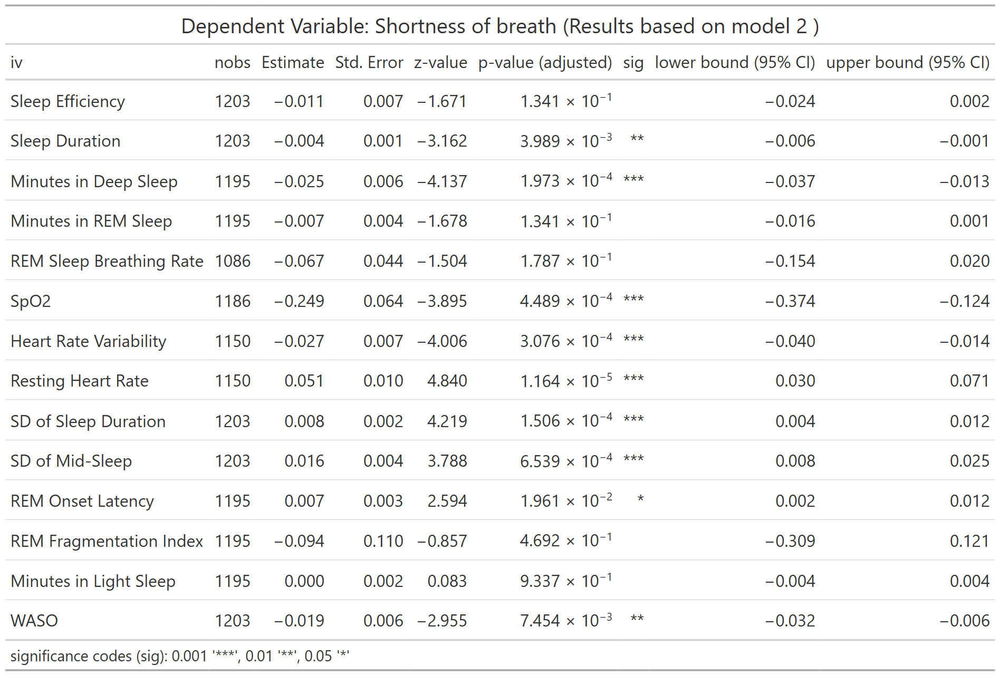 Dependent Variable: Shortness of breath (Results based on model 2 )
iv nobs Estimate Std. Error z-value p-value (adjusted) sig lower bound (95% CI) upper bound (95% CI)
Sleep Efficiency 1203 −0.011 0.007 −1.671 1.341 × 10⁻¹ −0.024 0.002
Sleep Duration 1203 −0.004 0.001 −3.162 3.989 × 10⁻³ ** −0.006 −0.001
Minutes in Deep Sleep 1195 −0.025 0.006 −4.137 1.973 × 10⁻⁴ *** −0.037 −0.013
Minutes in REM Sleep 1195 −0.007 0.004 −1.678 1.341 × 10⁻¹ −0.016 0.001
REM Sleep Breathing Rate 1086 −0.067 0.044 −1.504 1.787 × 10⁻¹ −0.154 0.020
SpO2 1186 −0.249 0.064 −3.895 4.489 × 10⁻⁴ *** −0.374 −0.124
Heart Rate Variability 1150 −0.027 0.007 −4.006 3.076 × 10⁻⁴ *** −0.040 −0.014
Resting Heart Rate 1150 0.051 0.010 4.840 1.164 × 10⁻⁵ *** 0.030 0.071
SD of Sleep Duration 1203 0.008 0.002 4.219 1.506 × 10⁻⁴ *** 0.004 0.012
SD of Mid-Sleep 1203 0.016 0.004 3.788 6.539 × 10⁻⁴ *** 0.008 0.025
REM Onset Latency 1195 0.007 0.003 2.594 1.961 × 10⁻² * 0.002 0.012
REM Fragmentation Index 1195 −0.094 0.110 −0.857 4.692 × 10⁻¹ −0.309 0.121
Minutes in Light Sleep 1195 0.000 0.002 0.083 9.337 × 10⁻¹ −0.004 0.004
WASO 1203 −0.019 0.006 −2.955 7.454 × 10⁻³ ** −0.032 −0.006
significance codes (sig): 0.001 '***', 0.01 '**', 0.05 '*'